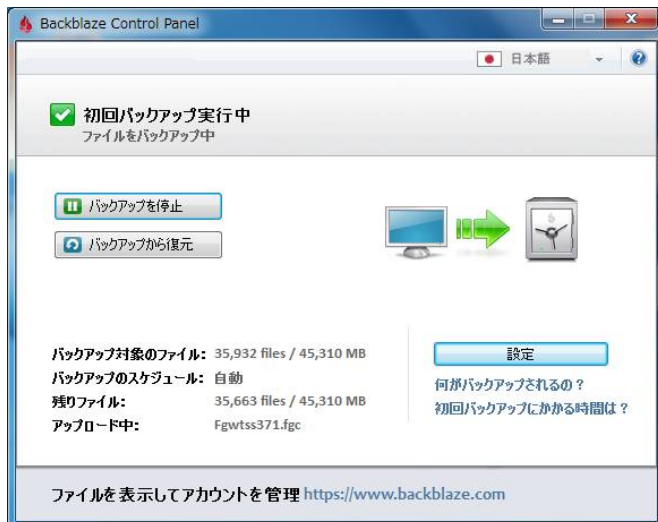 Backblaze Control Panel
日本語
初回バックアップ実行中
ファイルをバックアップ中
バックアップを停止
バックアップから復元
バックアップ対象のファイル: 35,932 files / 45,310 MB
バックアップのスケジュール: 自動
残りファイル: 35,663 files / 45,310 MB
アップロード中: Fgwtss371.fgc
設定
何がバックアップされるの?
初回バックアップにかかる時間は?
ファイルを表示してアカウントを管理 https://www.backblaze.com